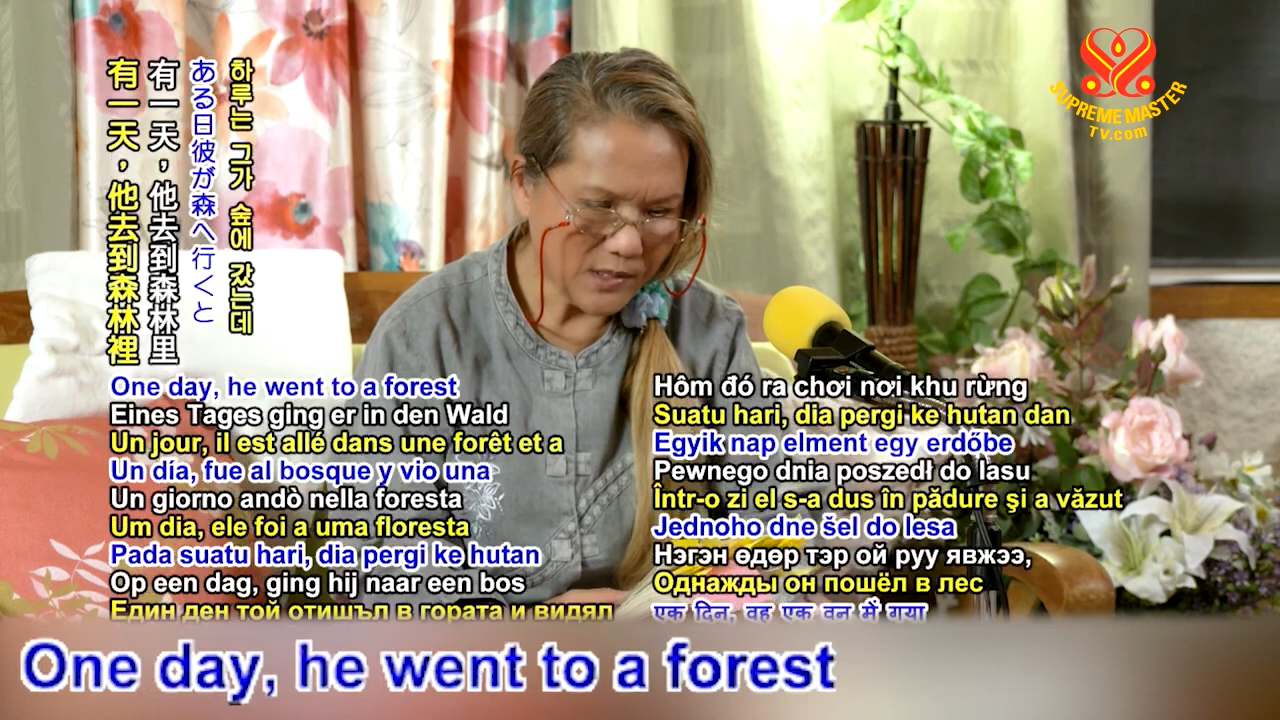 SUPREME MASTER
TV.com
有一天，他去到森林裡
有一天，他去到森林里
ある日彼が森へ行くと
하루는 그가 숲에 갔는데
One day, he went to a forest
Eines Tages ging er in den Wald
Un jour, il est allé dans une forêt et a
Un día, fue al bosque y vio una
Un giorno andò nella foresta
Um dia, ele foi a uma floresta
Pada suatu hari, dia pergi ke hutan
Op een dag, ging hij naar een bos
Един ден той отишъл в гората и видял
Hôm đó ra chơi nơi khu rừng
Suatu hari, dia pergi ke hutan dan
Egyik nap elment egy erdőbe
Pewnego dnia poszedł do lasu
Într-o zi el s-a dus în pădure şi a văzut
Jednoho dne šel do lesa
Нэгэн өдөр тэр ой руу явжээ,
Однажды он пошёл в лес
एक दिन, वह एक वन में गया
One day, he went to a forest